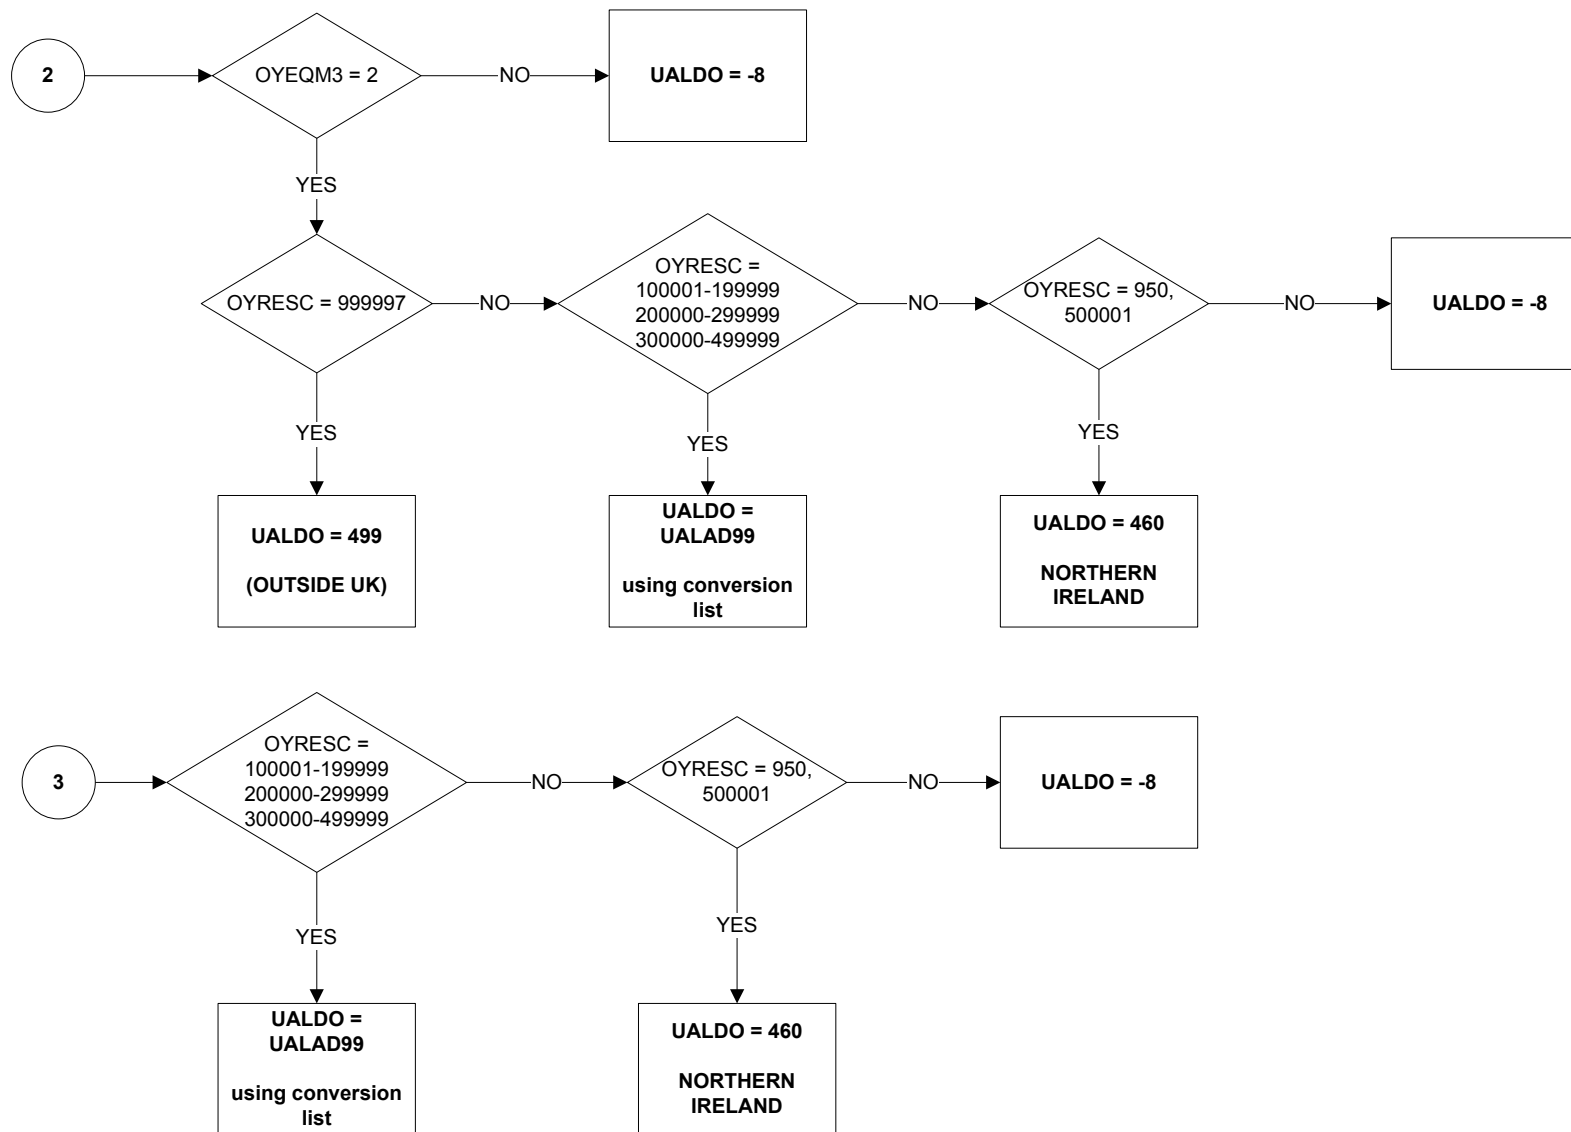 2
OYEQM3 = 2
NO
UALDO = -8
YES
OYRESC = 999997
NO
OYRESC =
100001-199999
200000-299999
300000-499999
NO
OYRESC = 950,
500001
NO
UALDO = -8
YES
YES
YES
UALDO = 499
(OUTSIDE UK)
UALDO =
UALAD99
using conversion
list
UALDO = 460
NORTHERN
IRELAND
3
OYRESC =
100001-199999
200000-299999
300000-499999
NO
OYRESC = 950,
500001
NO
UALDO = -8
YES
YES
UALDO =
UALAD99
using conversion
list
UALDO = 460
NORTHERN
IRELAND